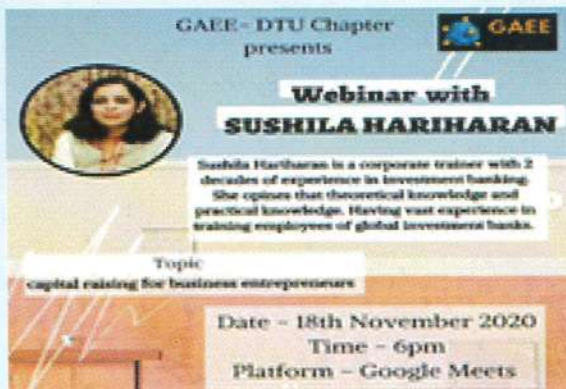 GAEE- DTU Chapter
presents
GAEE
Webinar with
SUSHILA HARIHARAN
Sushila Hariharan is a corporate trainer with 2
decades of experience in investment banking.
She opines that theoretical knowledge and
practical knowledge. Having vast experience in
training employees of global investment banks.
Topic
capital raising for business entrepreneurs
Date - 18th November 2020
Time - 6pm
Platform - Google Meets